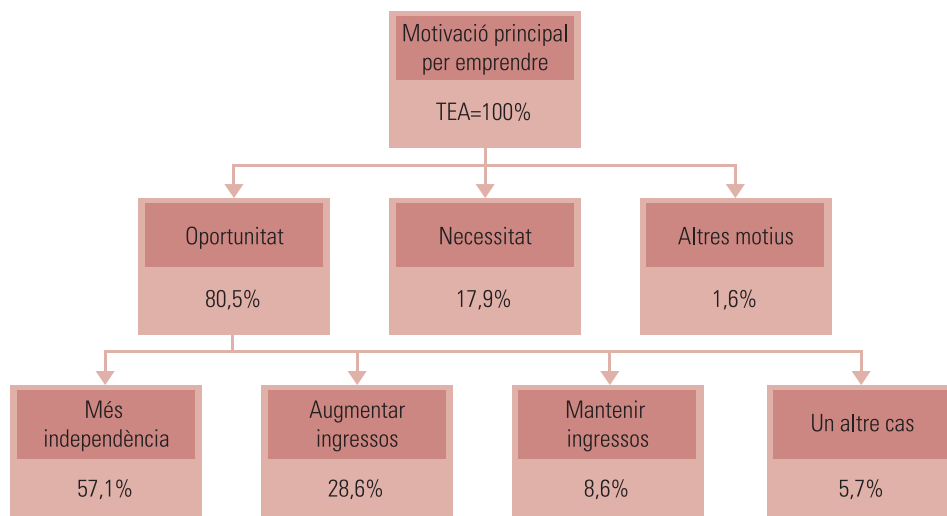 Motivació principal
per emprendre
TEA=100%
Oportunitat
80,5%
Necessitat
17,9%
Altres motius
1,6%
Més
independència
57,1%
Augmentar
ingressos
28,6%
Mantenir
ingressos
8,6%
Un altre cas
5,7%